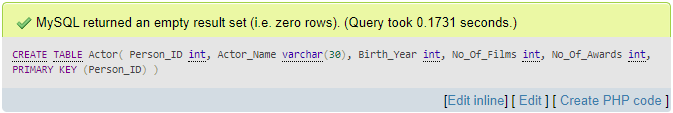 MySQL returned an empty result set (i.e. zero rows). (Query took 0.1731 seconds.)
CREATE TABLE Actor( Person_ID int, Actor_Name varchar(30), Birth_Year int, No_Of_Films int, No_Of_Awards int,
PRIMARY KEY (Person_ID) )
[Edit inline] [ Edit ] [ Create PHP code ]